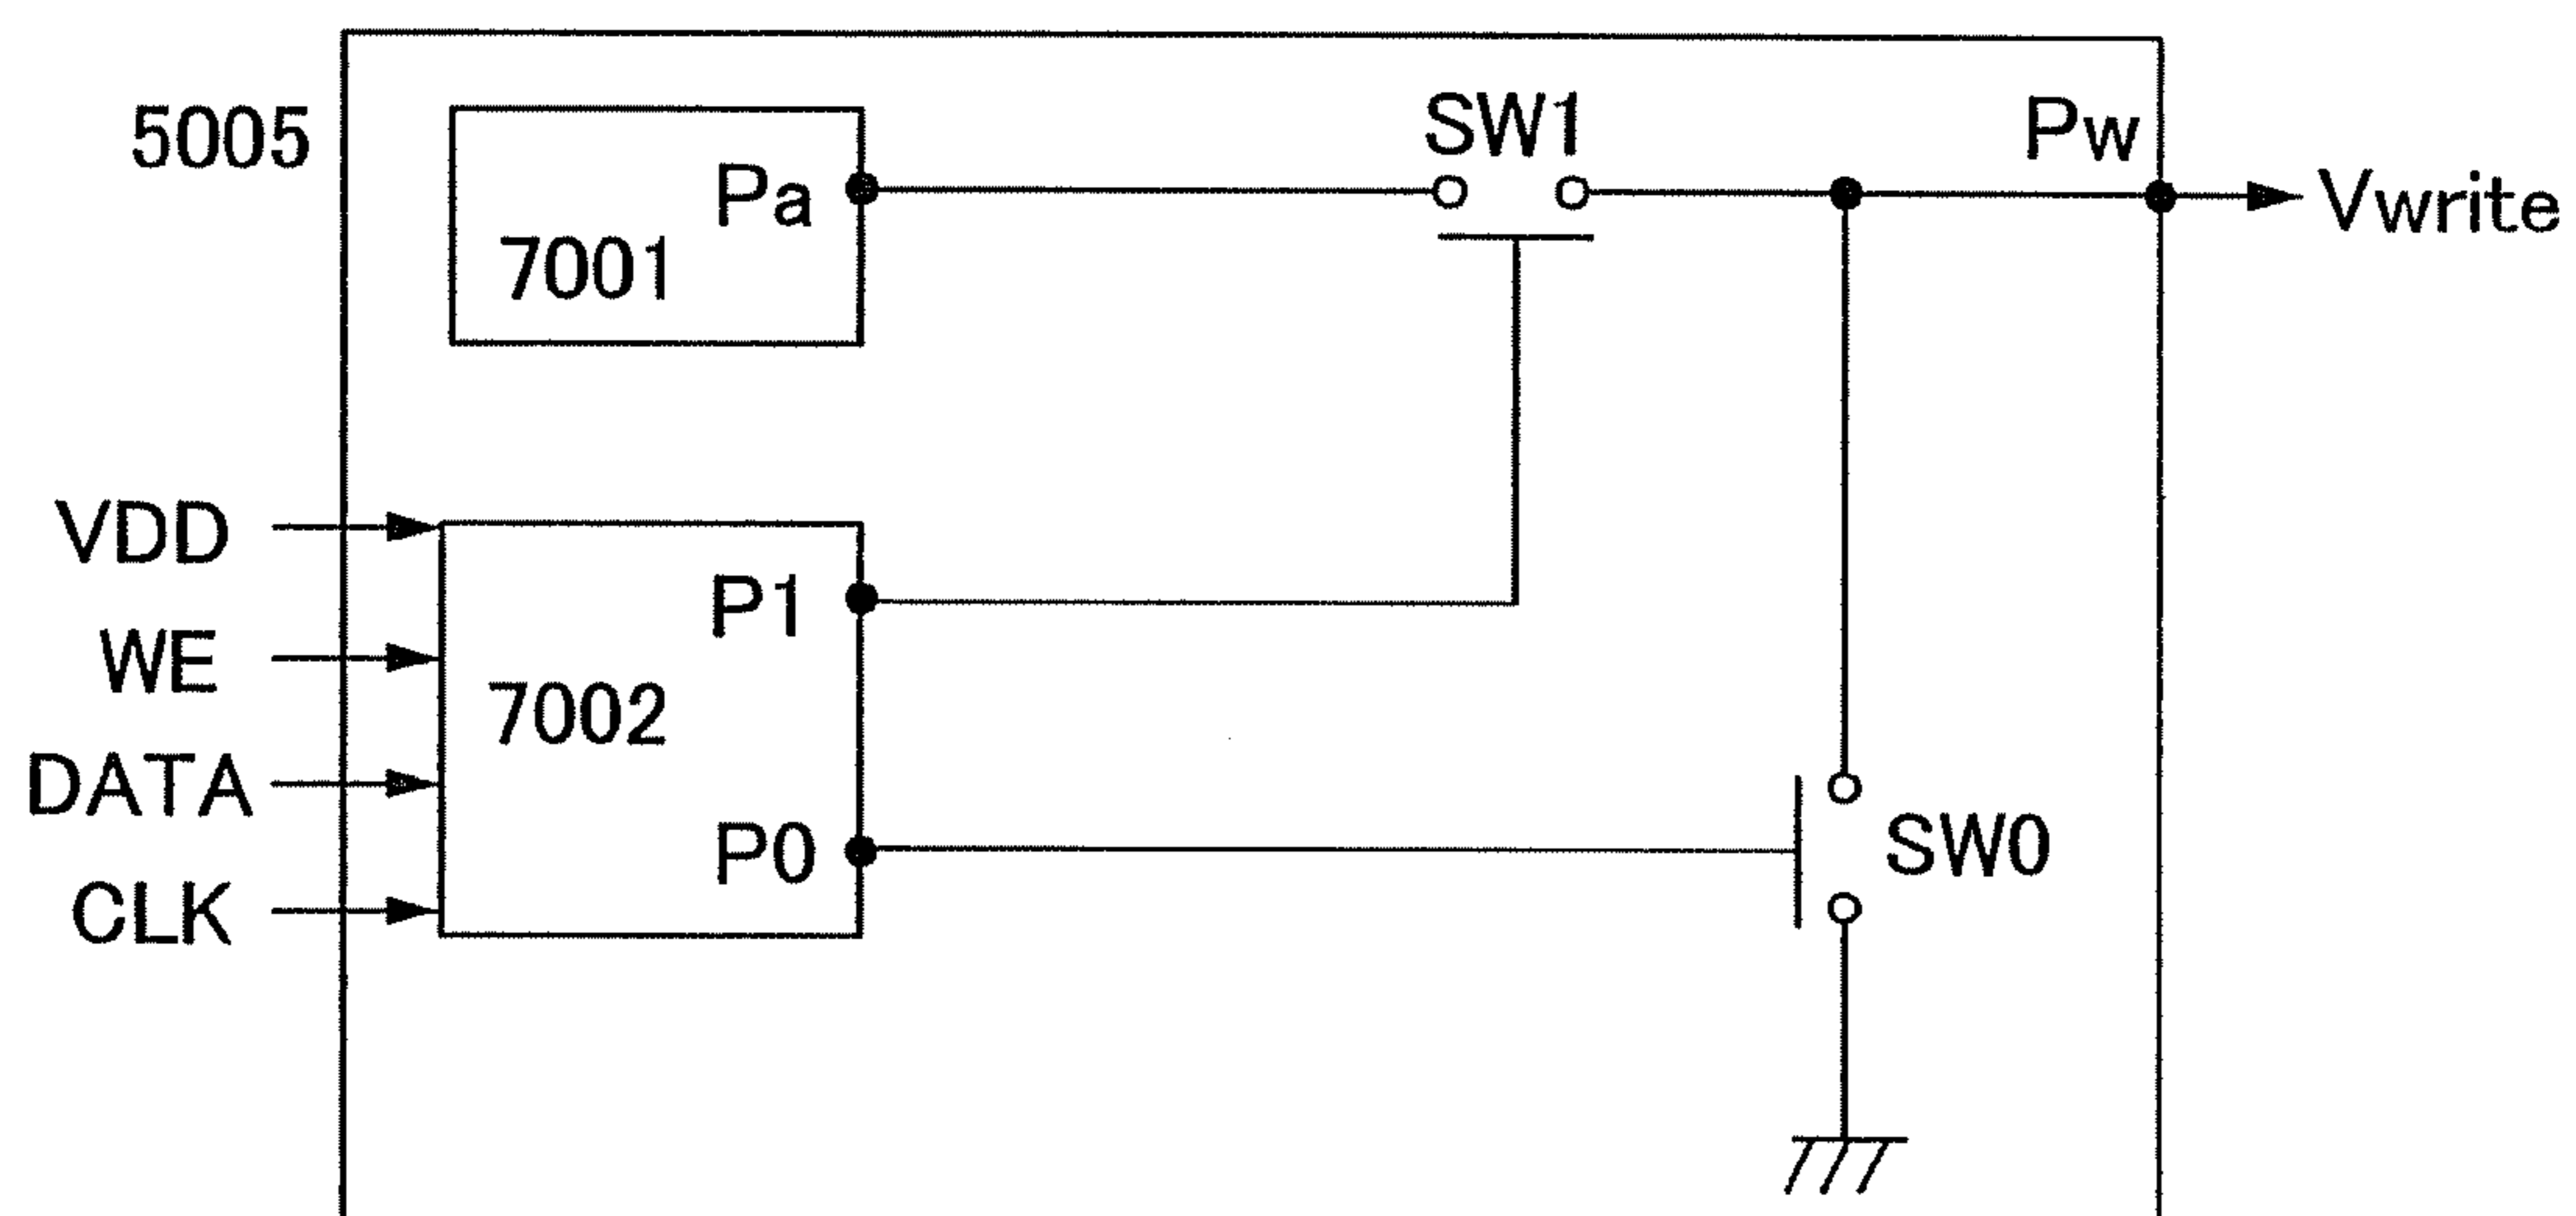 5005
Pa
7001
SW1
Pw
Vwrite
VDD
WE
DATA
CLK
P1
7002
P0
SW0